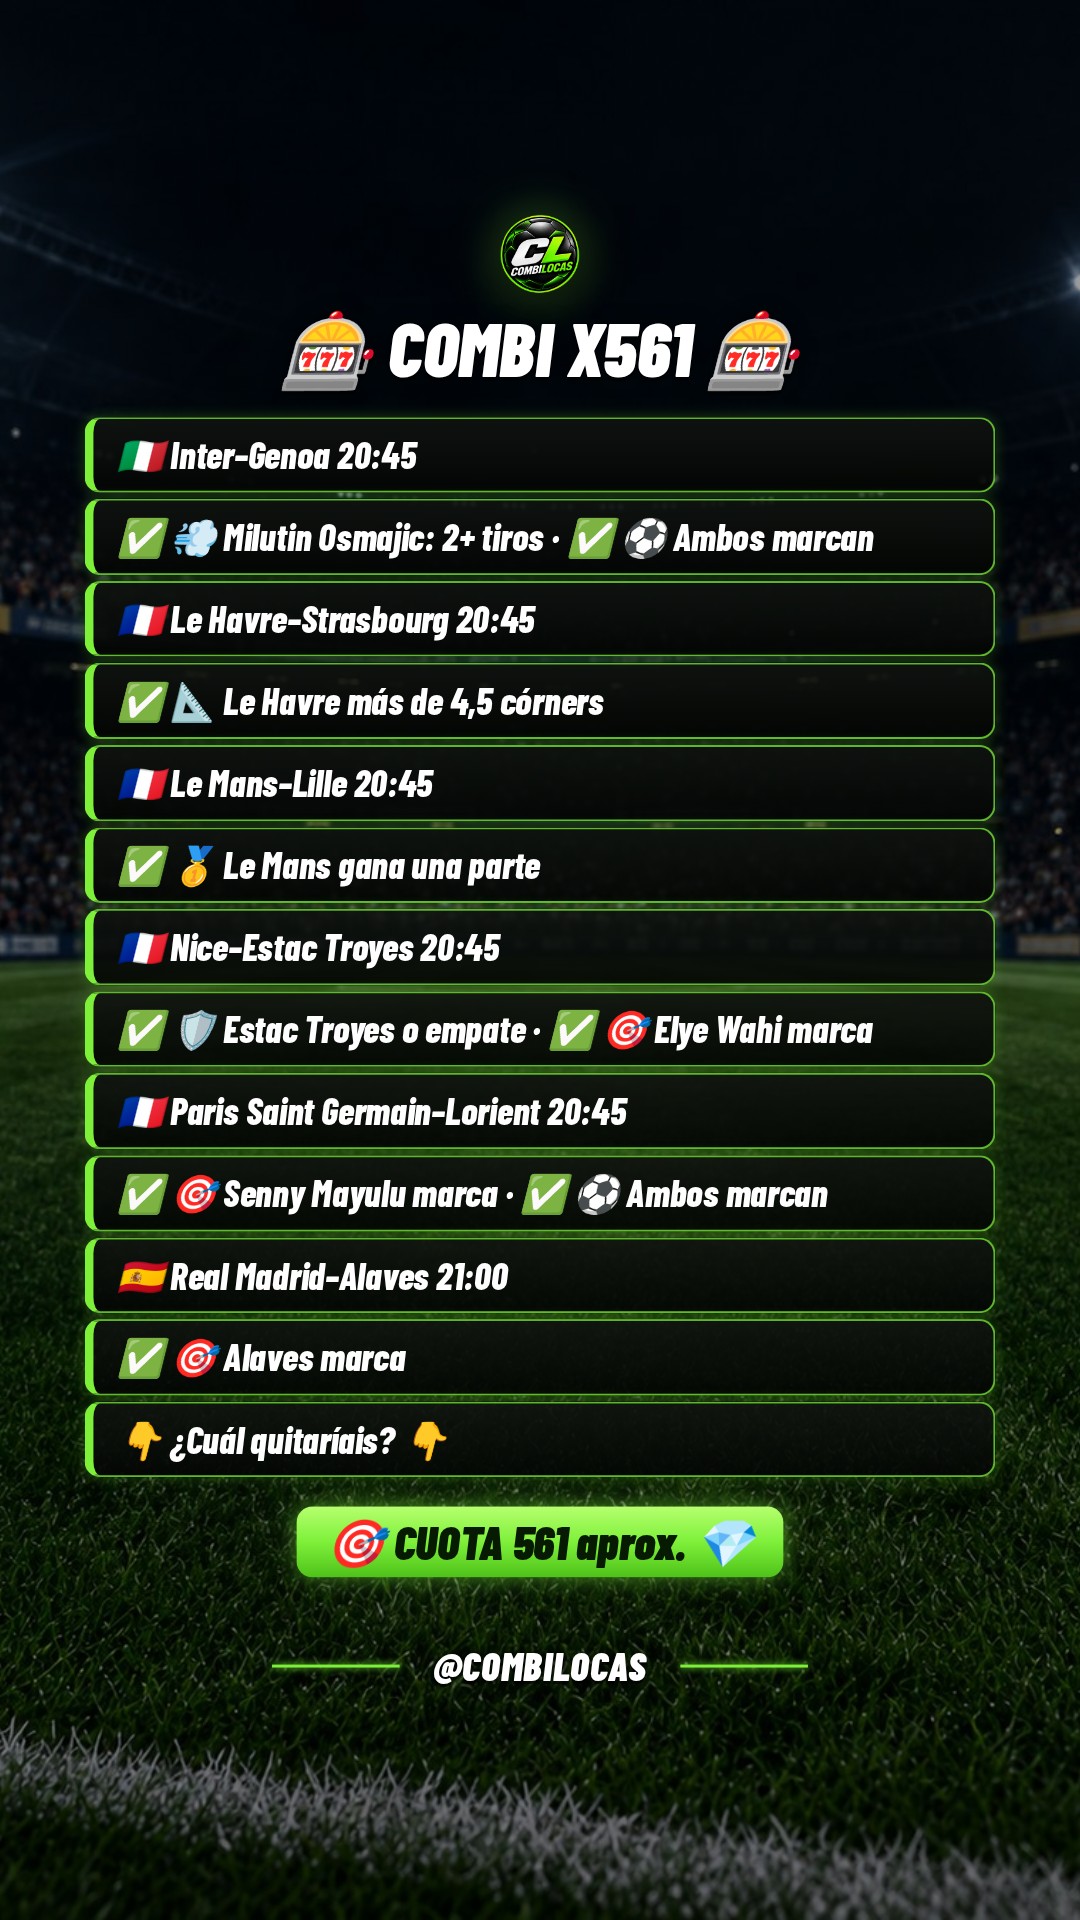 CL
COMBILOCAS
🎰 COMBI X561 🎰
🇮🇹 Inter-Genoa 20:45
✅ 💨 Milutin Osmajic: 2+ tiros · ✅ ⚽ Ambos marcan
🇫🇷 Le Havre-Strasbourg 20:45
✅ 📐 Le Havre más de 4,5 córners
🇫🇷 Le Mans-Lille 20:45
✅ 🏅 Le Mans gana una parte
🇫🇷 Nice-Estac Troyes 20:45
✅ 🛡️ Estac Troyes o empate · ✅ 🎯 Elye Wahi marca
🇫🇷 Paris Saint Germain-Lorient 20:45
✅ 🎯 Senny Mayulu marca · ✅ ⚽ Ambos marcan
🇪🇸 Real Madrid-Alaves 21:00
✅ 🎯 Alaves marca
👇 ¿Cuál quitaríais? 👇
🎯 CUOTA 561 aprox. 💎
@COMBILOCAS